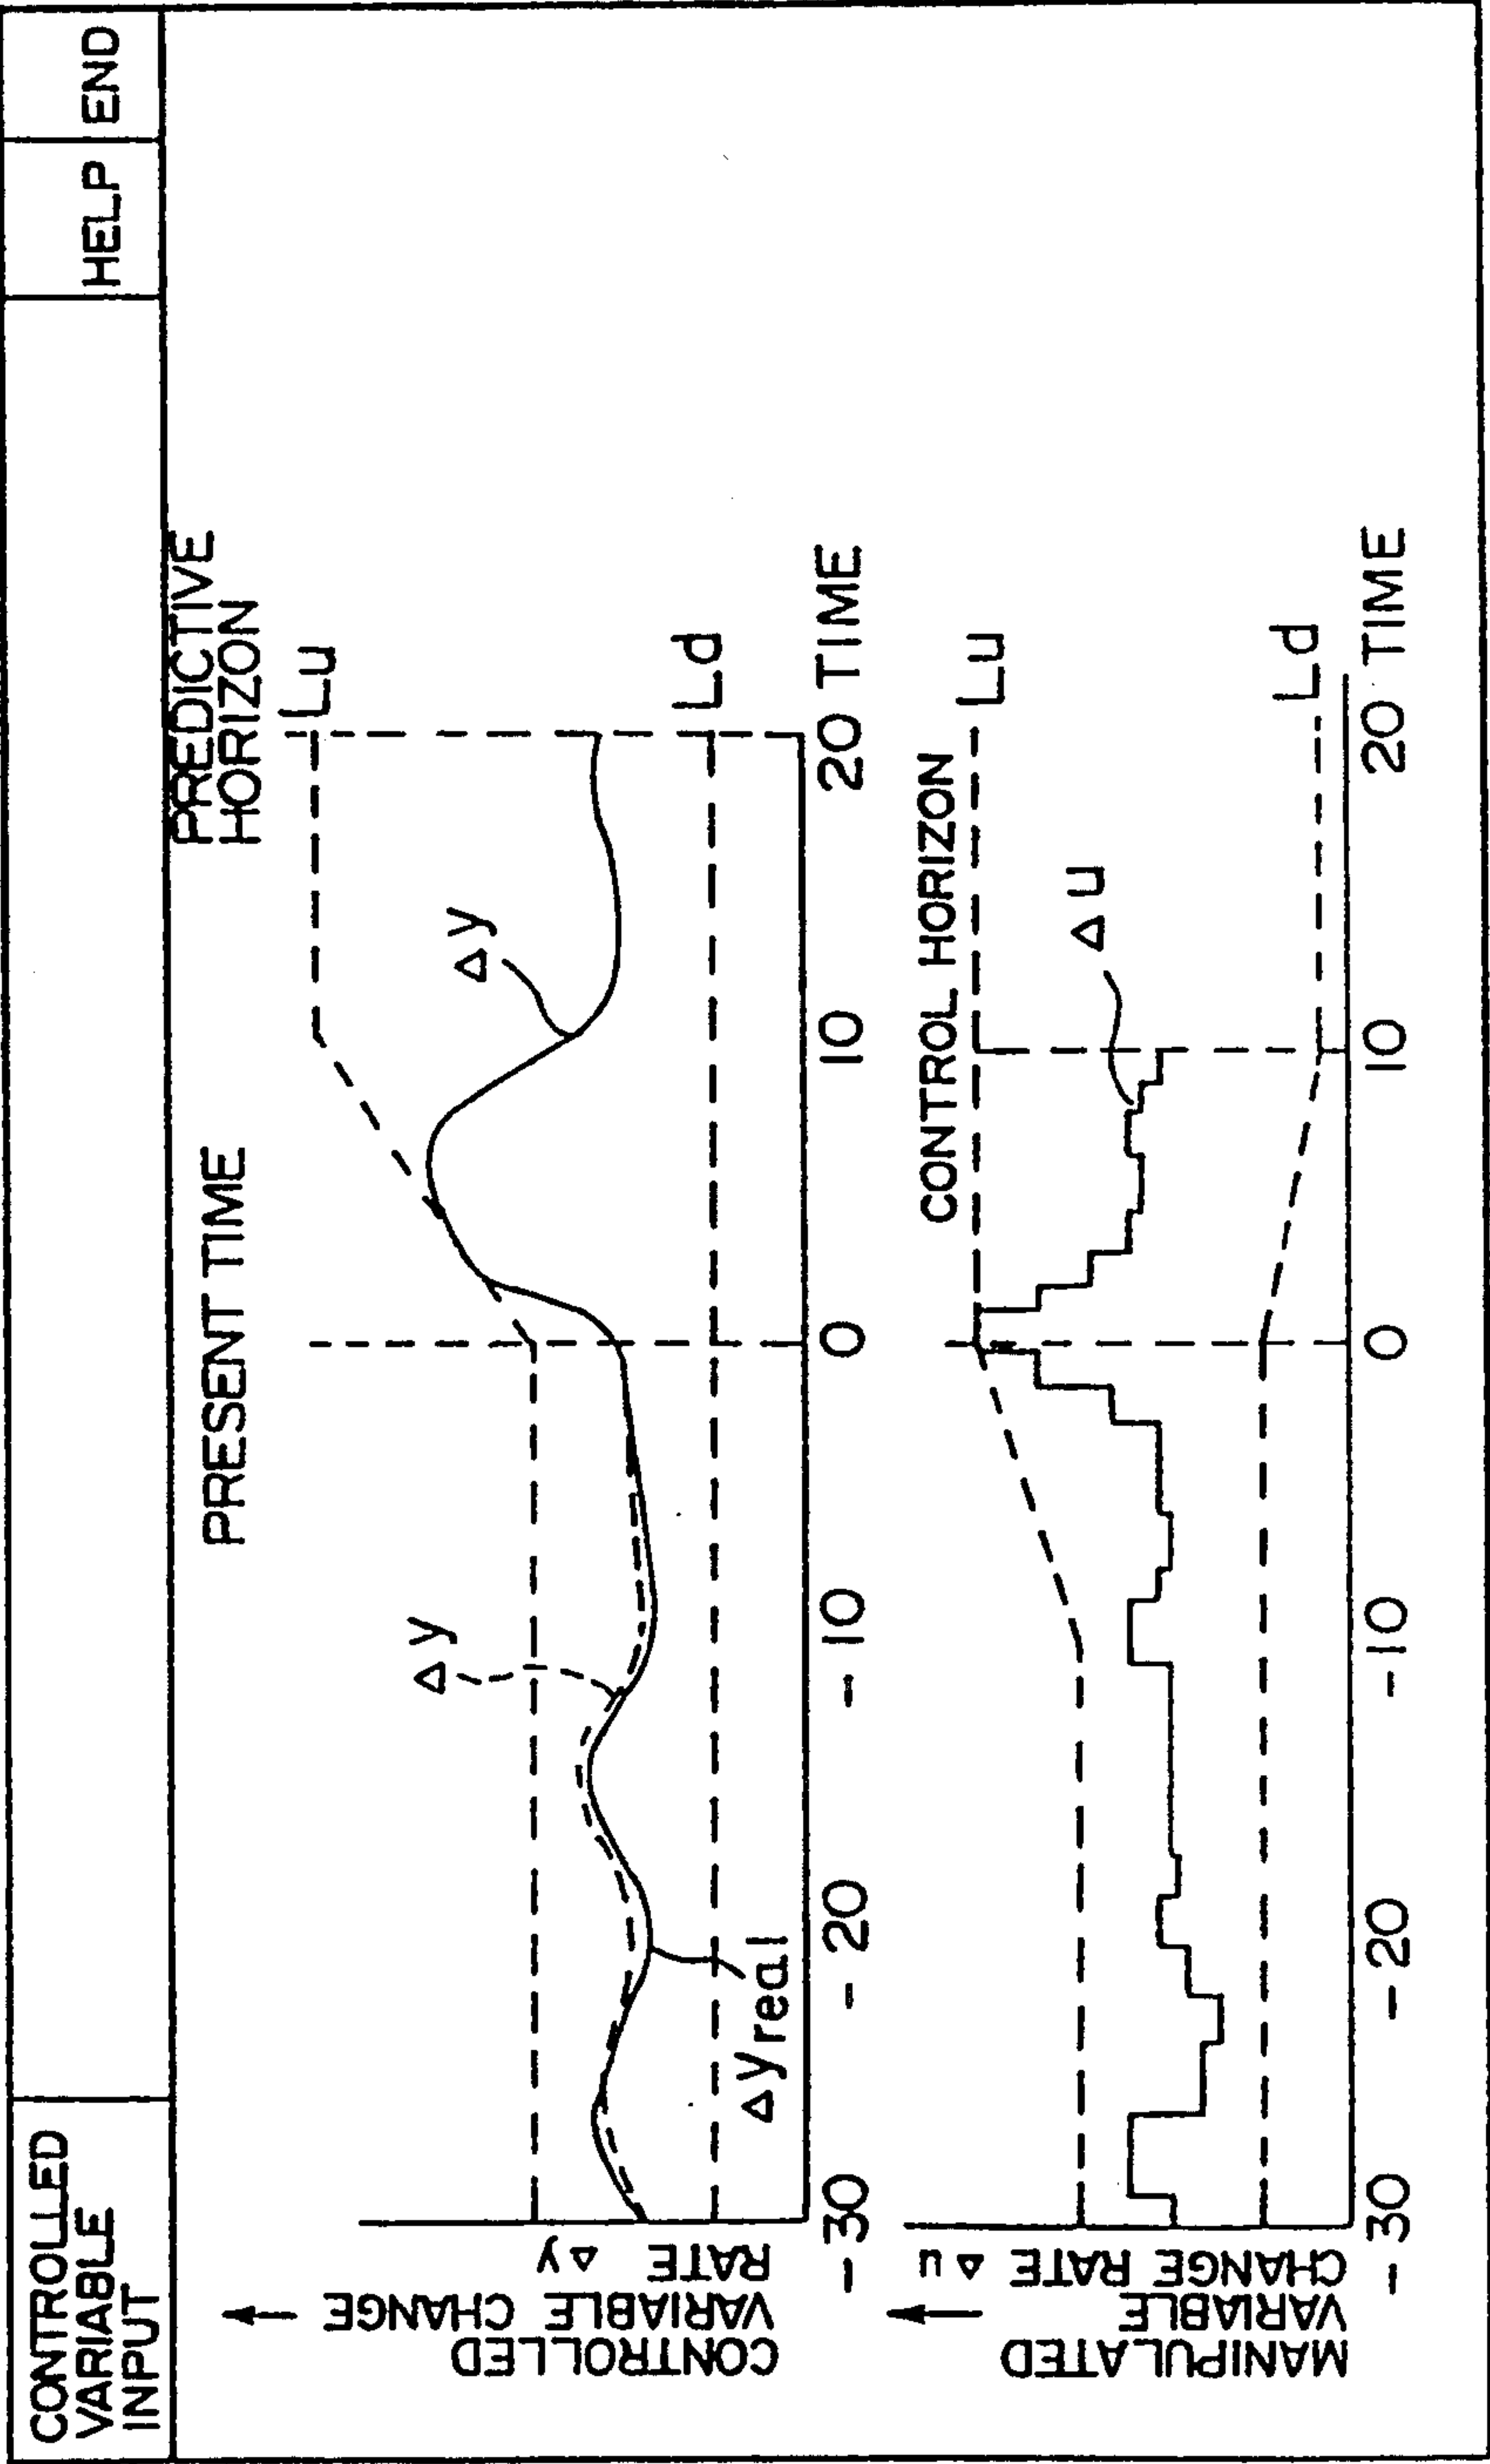 CONTROLLED
VARIABLE
INPUT
HELP
END
PRESENT TIME
PREDICTIVE
HORIZON
CONTROLLED
VARIABLE CHANGE
RATE Δy
Δy
Δy
Lu
Ld
Δyreal
-30
-20
-10
0
10
20 TIME
MANIPULATED
VARIABLE
CHANGE RATE Δu
CONTROL HORIZON
Lu
Δu
Ld
-30
-20
-10
0
10
20 TIME